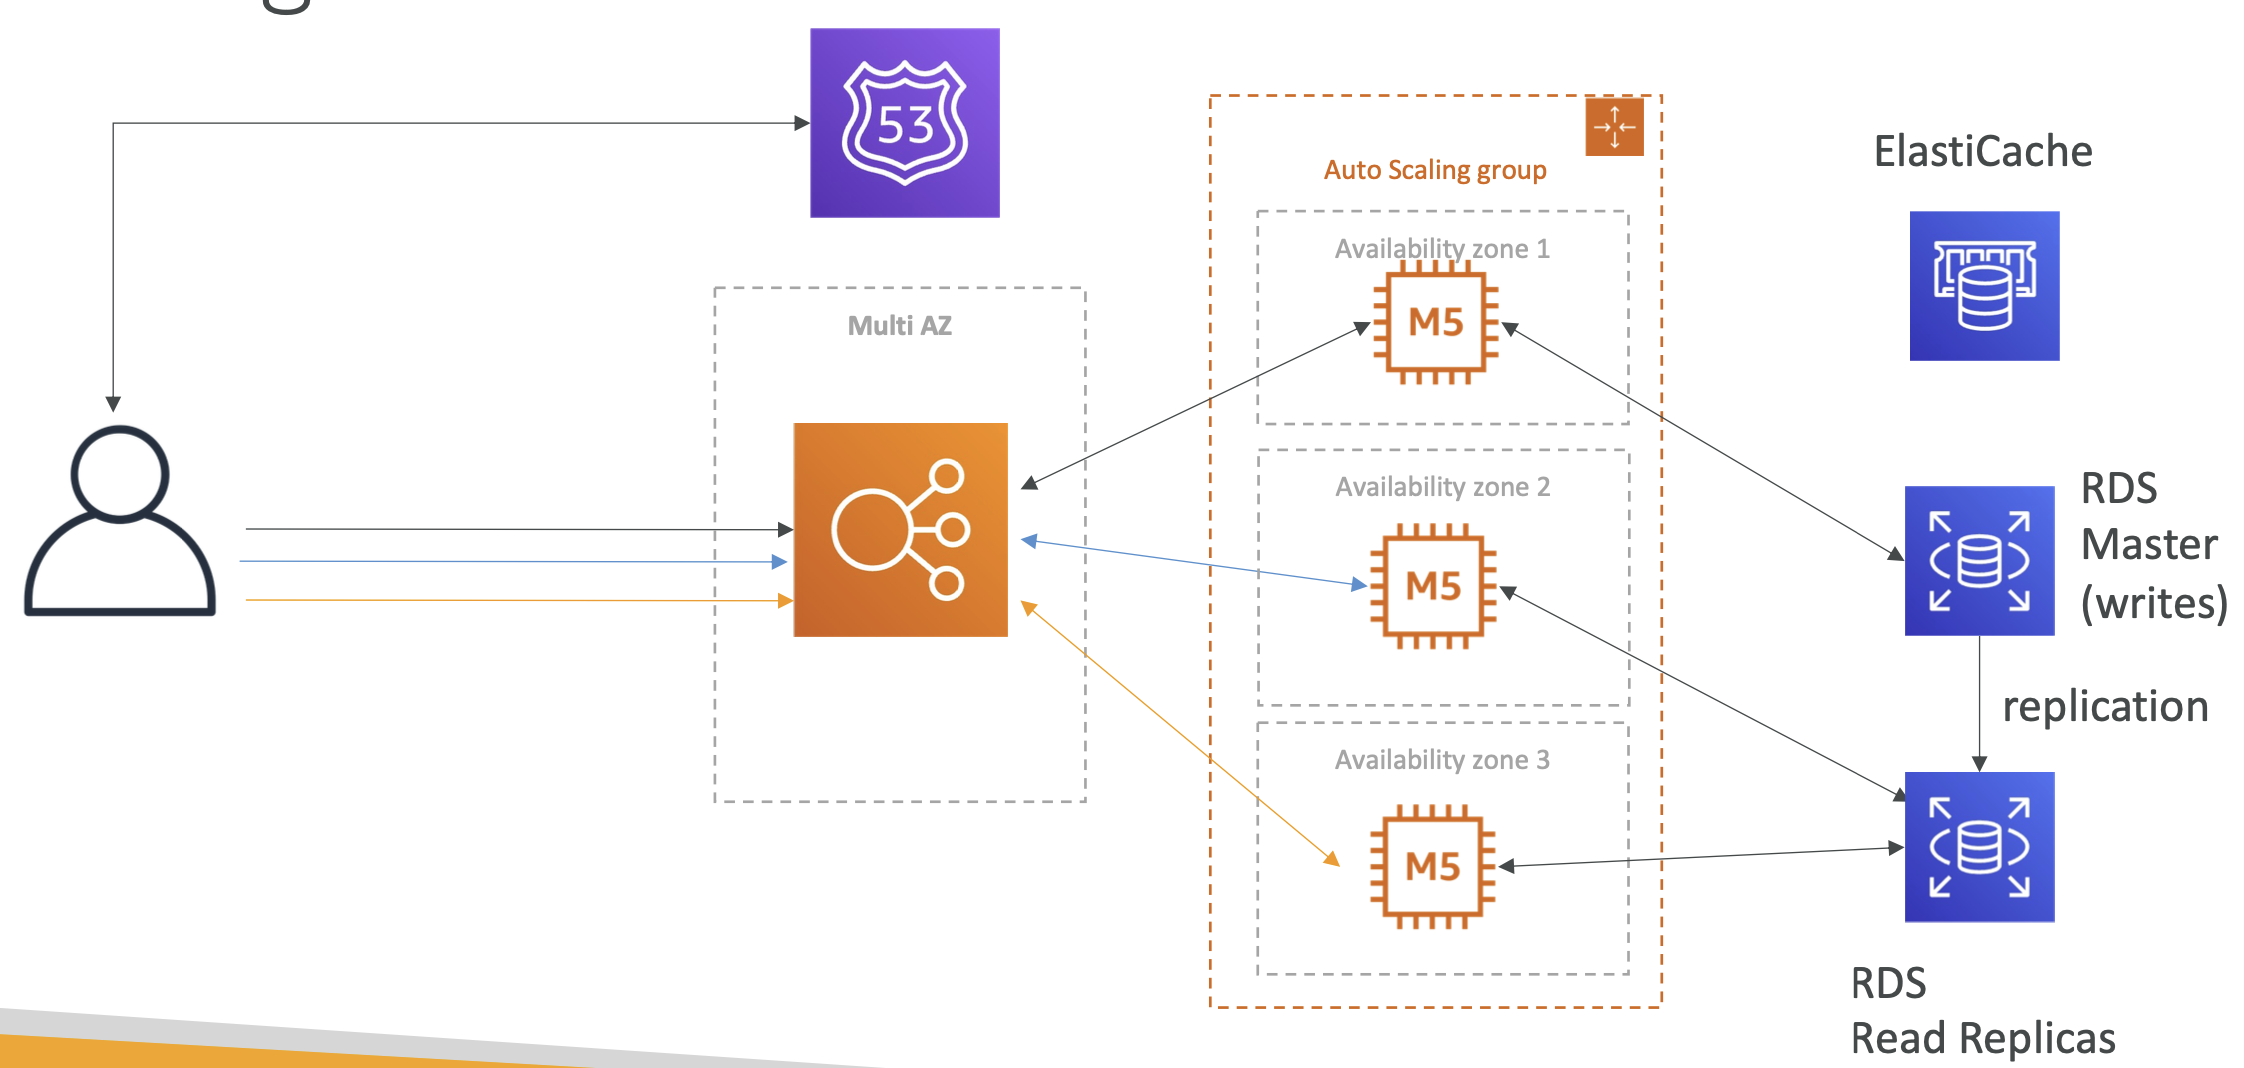 53
Auto Scaling group
ElastiCache
Availability zone 1
M5
Multi AZ
Availability zone 2
M5
RDS
Master
(writes)
replication
Availability zone 3
M5
RDS
Read Replicas